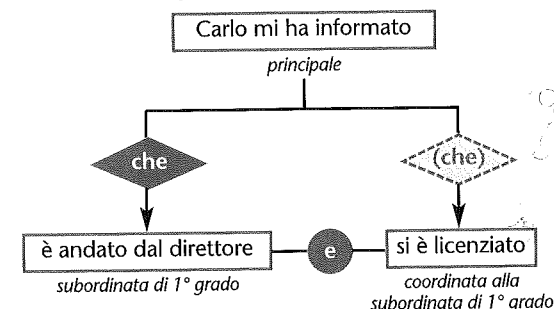 Carlo mi ha informato
principale
che
(che)
è andato dal direttore
e
si è licenziato
subordinata di 1° grado
coordinata alla
subordinata di 1° grado